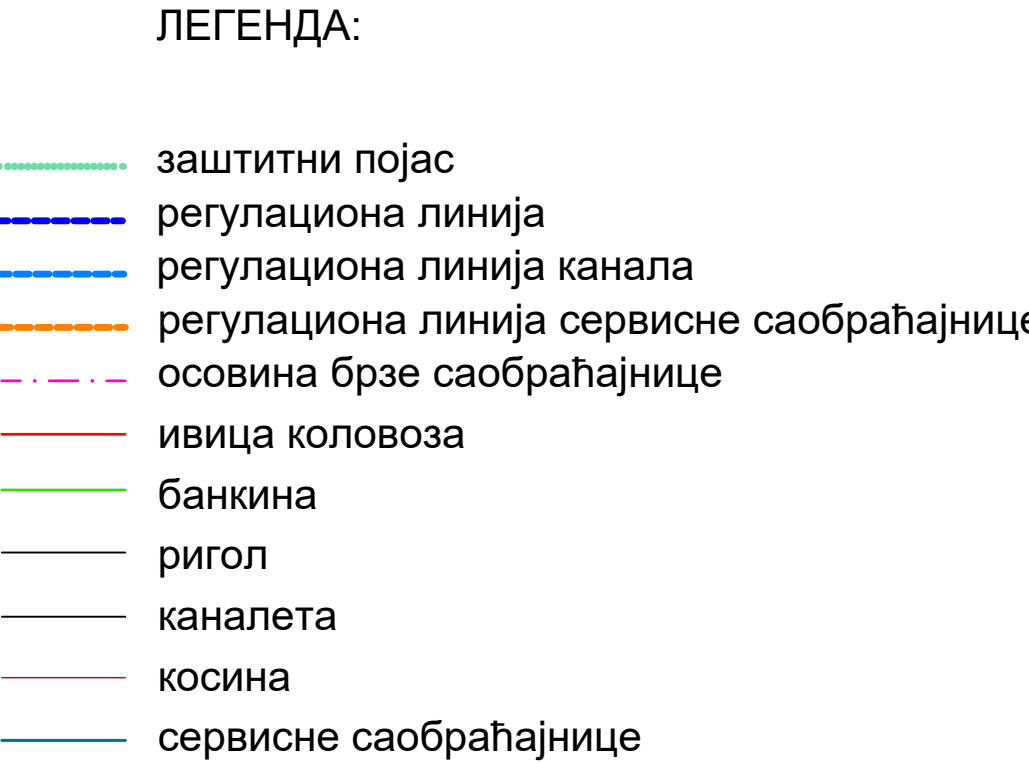 ЛЕГЕНДА:
заштитни појас
регулациона линија
регулациона линија канала
регулациона линија сервисне саобраћајнице
осовина брзе саобраћајнице
ивица коловоза
банкина
ригол
каналета
косина
сервисне саобраћајнице